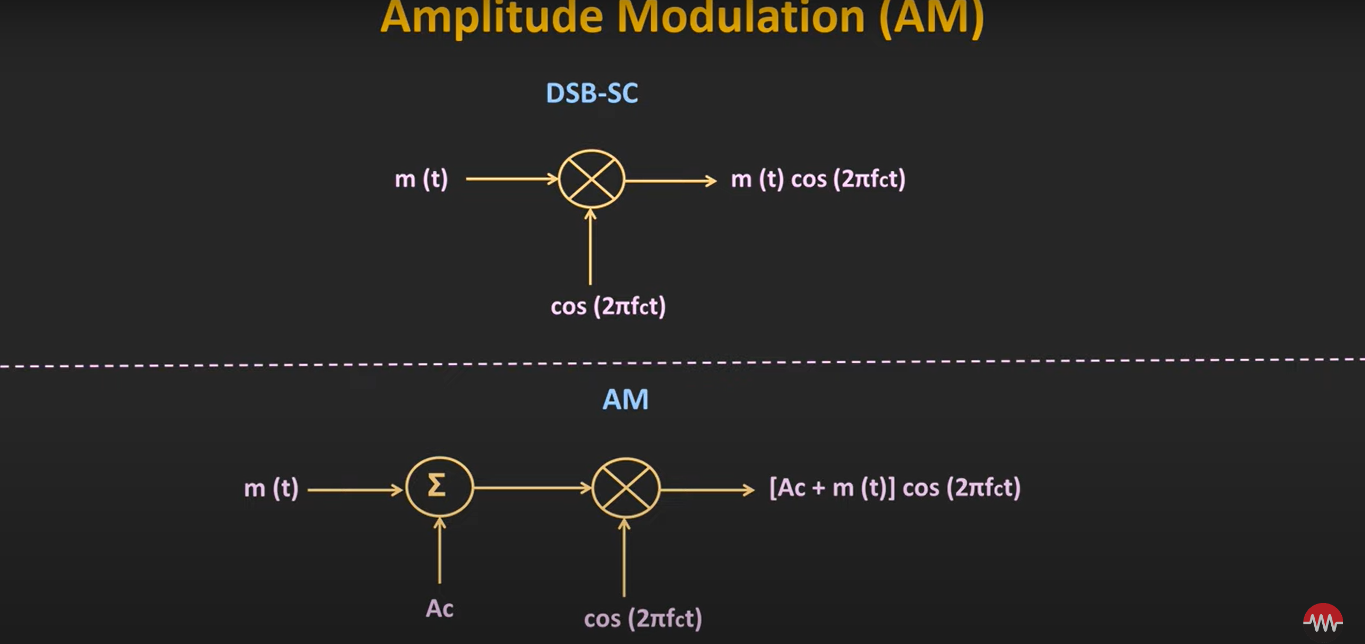 Amplitude Modulation (AM)
DSB-SC
m (t)
m (t) cos (2πfct)
cos (2πfct)
AM
m (t)
Σ
[Ac + m (t)] cos (2πfct)
Ac
cos (2πfct)